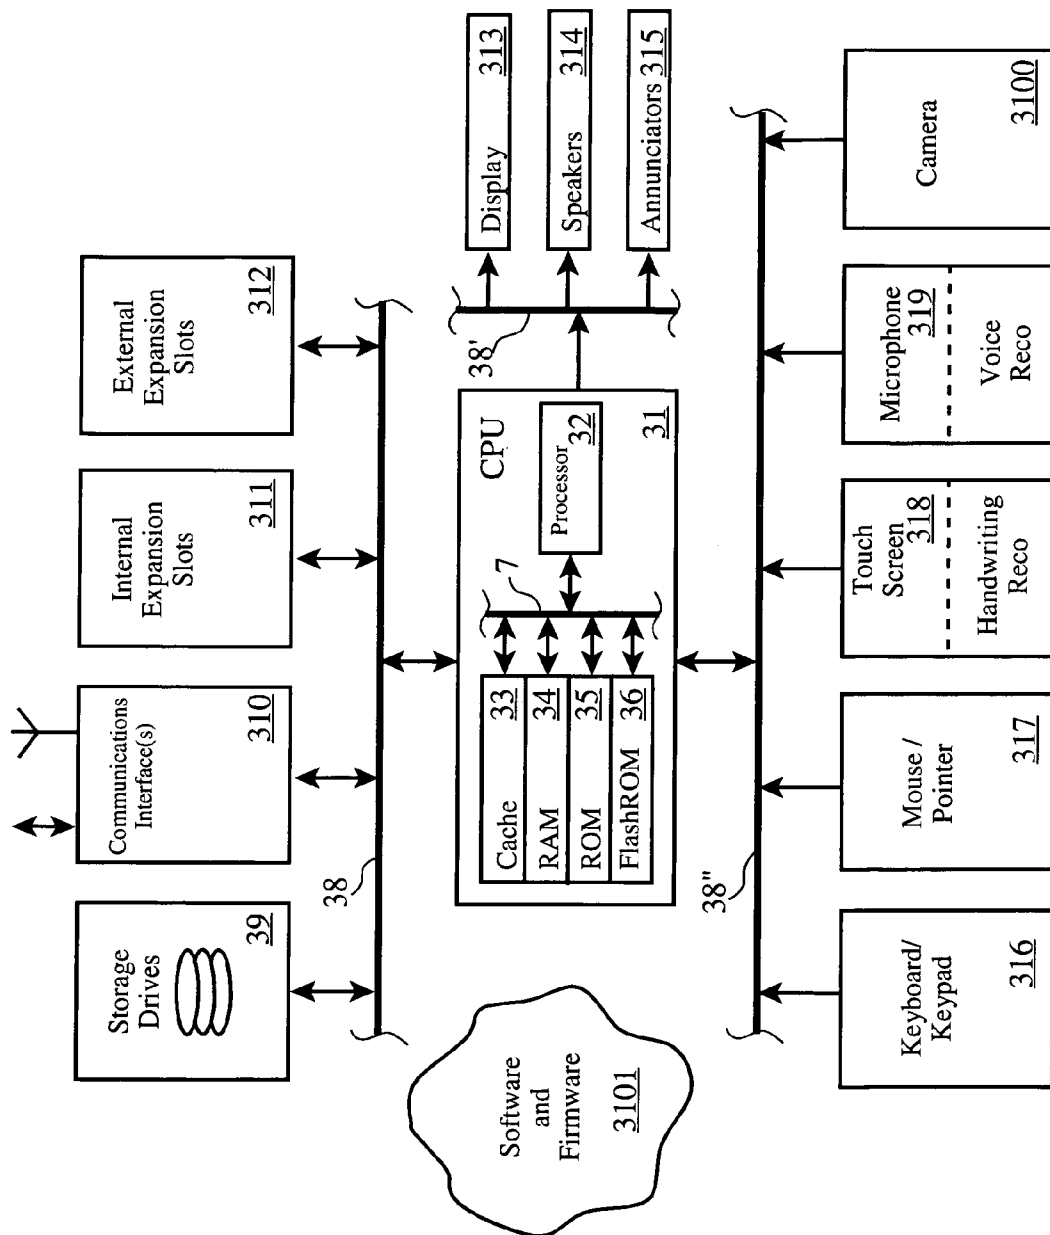 Storage
Drives
39
Communications
Interface(s)
310
Internal
Expansion
Slots
311
External
Expansion
Slots
312
38
Software
and
Firmware
3101
CPU
31
Cache 33
RAM 34
ROM 35
FlashROM 36
7
Processor
32
38'
Display 313
Speakers 314
Annunciators 315
38"
Keyboard/
Keypad
316
Mouse /
Pointer
317
Touch
Screen
318
Handwriting
Reco
Microphone
319
Voice
Reco
Camera
3100